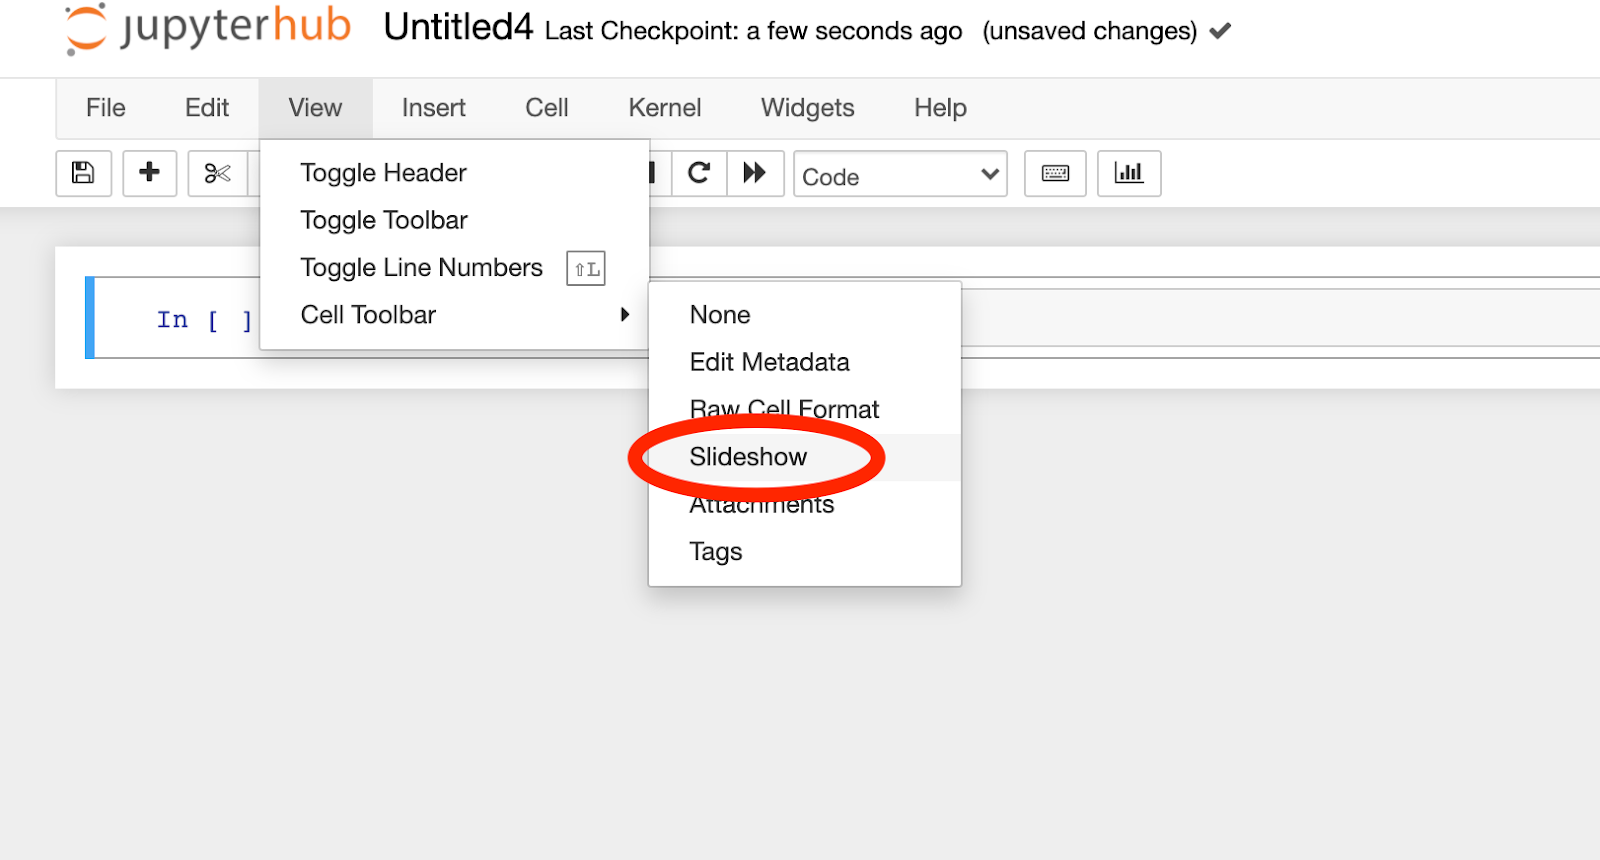 jupyterhub Untitled4 Last Checkpoint: a few seconds ago (unsaved changes)
File Edit View Insert Cell Kernel Widgets Help
Code
Toggle Header
Toggle Toolbar
Toggle Line Numbers ⇧L
Cell Toolbar
In [ ]
None
Edit Metadata
Raw Cell Format
Slideshow
Attachments
Tags